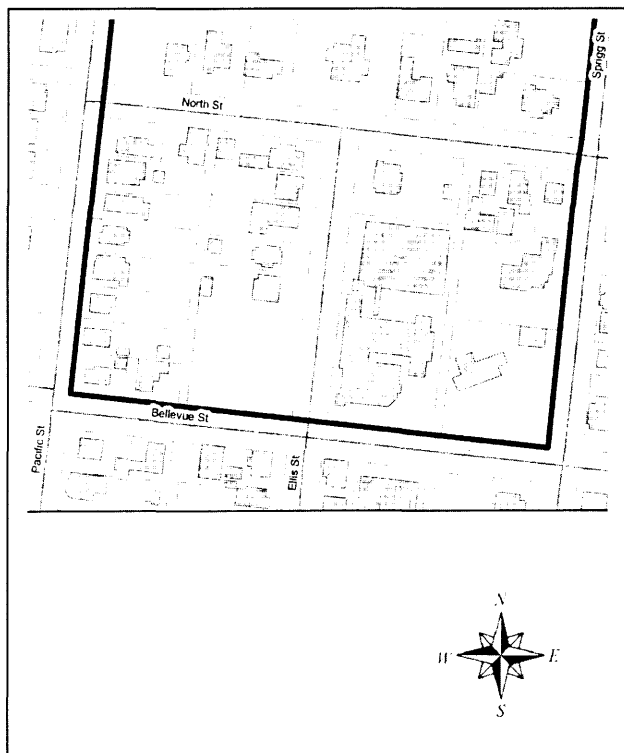 Sprigg St
North St
Bellevue St
Pacific St
Ellis St
N
W E
S